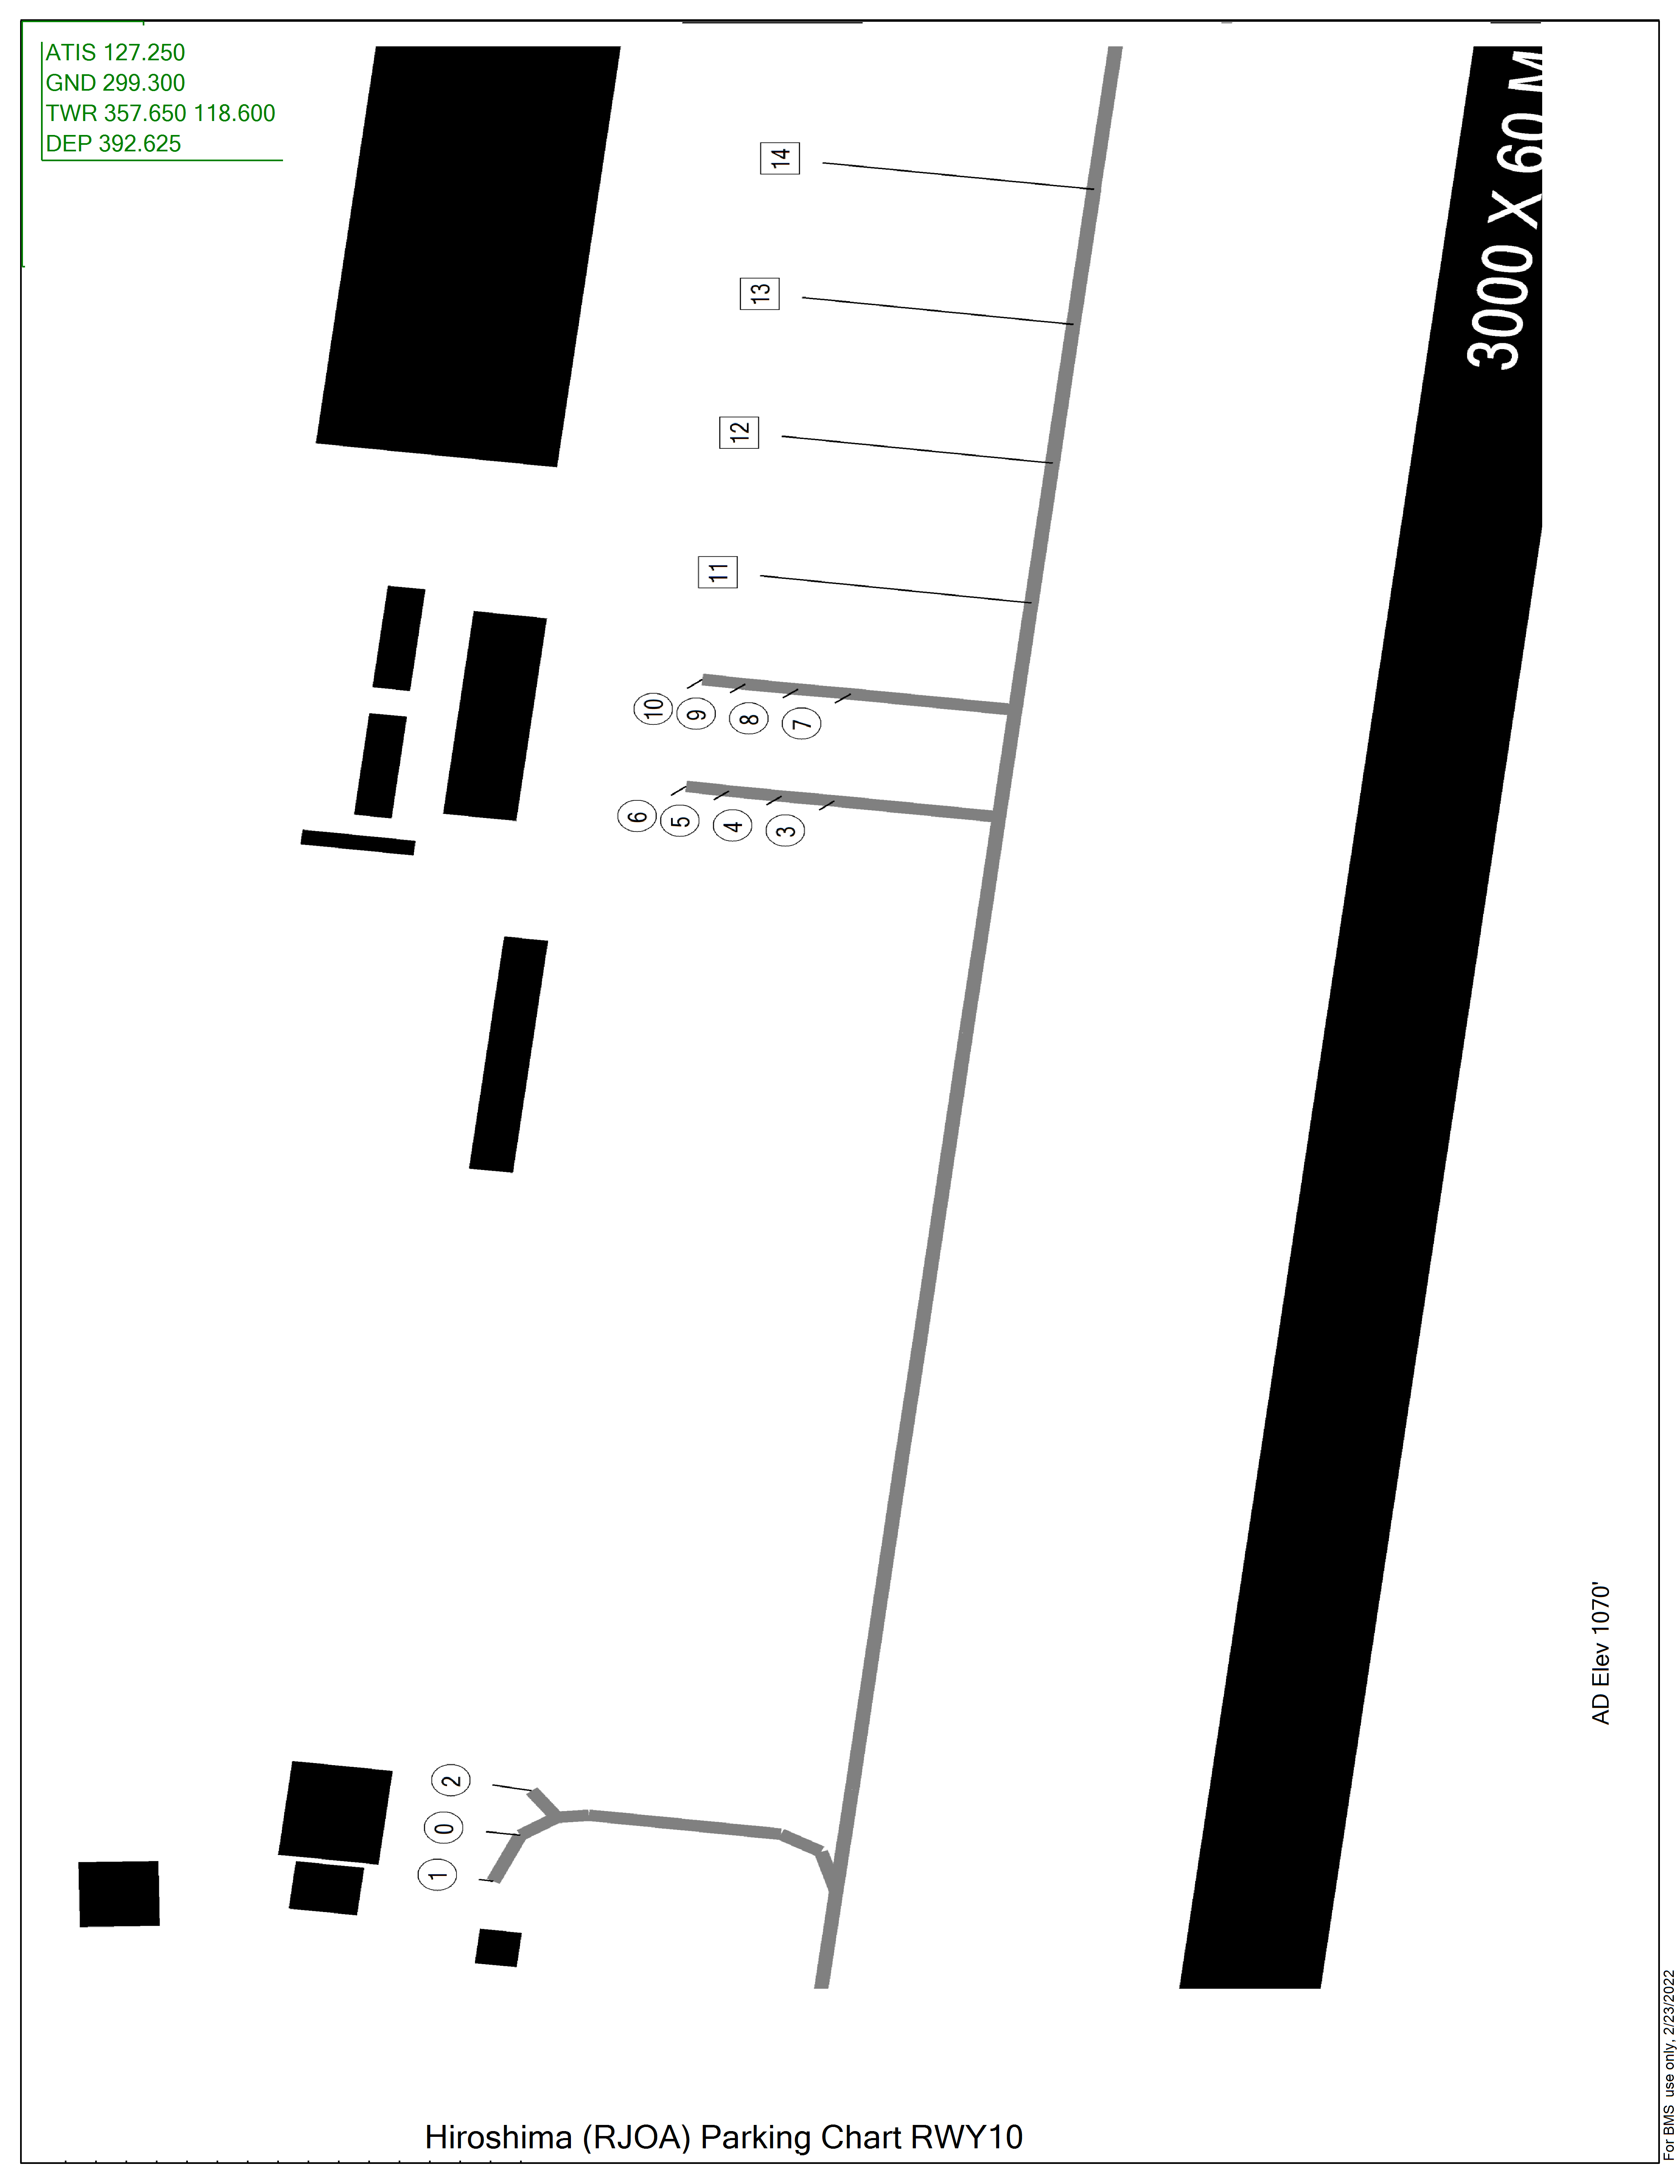 ATIS 127.250
GND 299.300
TWR 357.650 118.600
DEP 392.625
3000 X 60 M
14
13
12
11
10
9
8
7
6
5
4
3
2
0
1
AD Elev 1070'
Hiroshima (RJOA) Parking Chart RWY10
For BMS use only, 2/23/2022